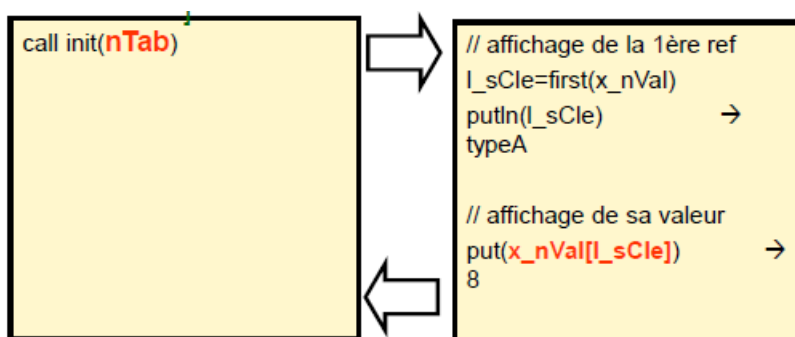 call init(nTab)
// affichage de la 1ère ref
l_sCle=first(x_nVal)
putln(l_sCle) →
typeA
// affichage de sa valeur
put(x_nVal[l_sCle]) →
8